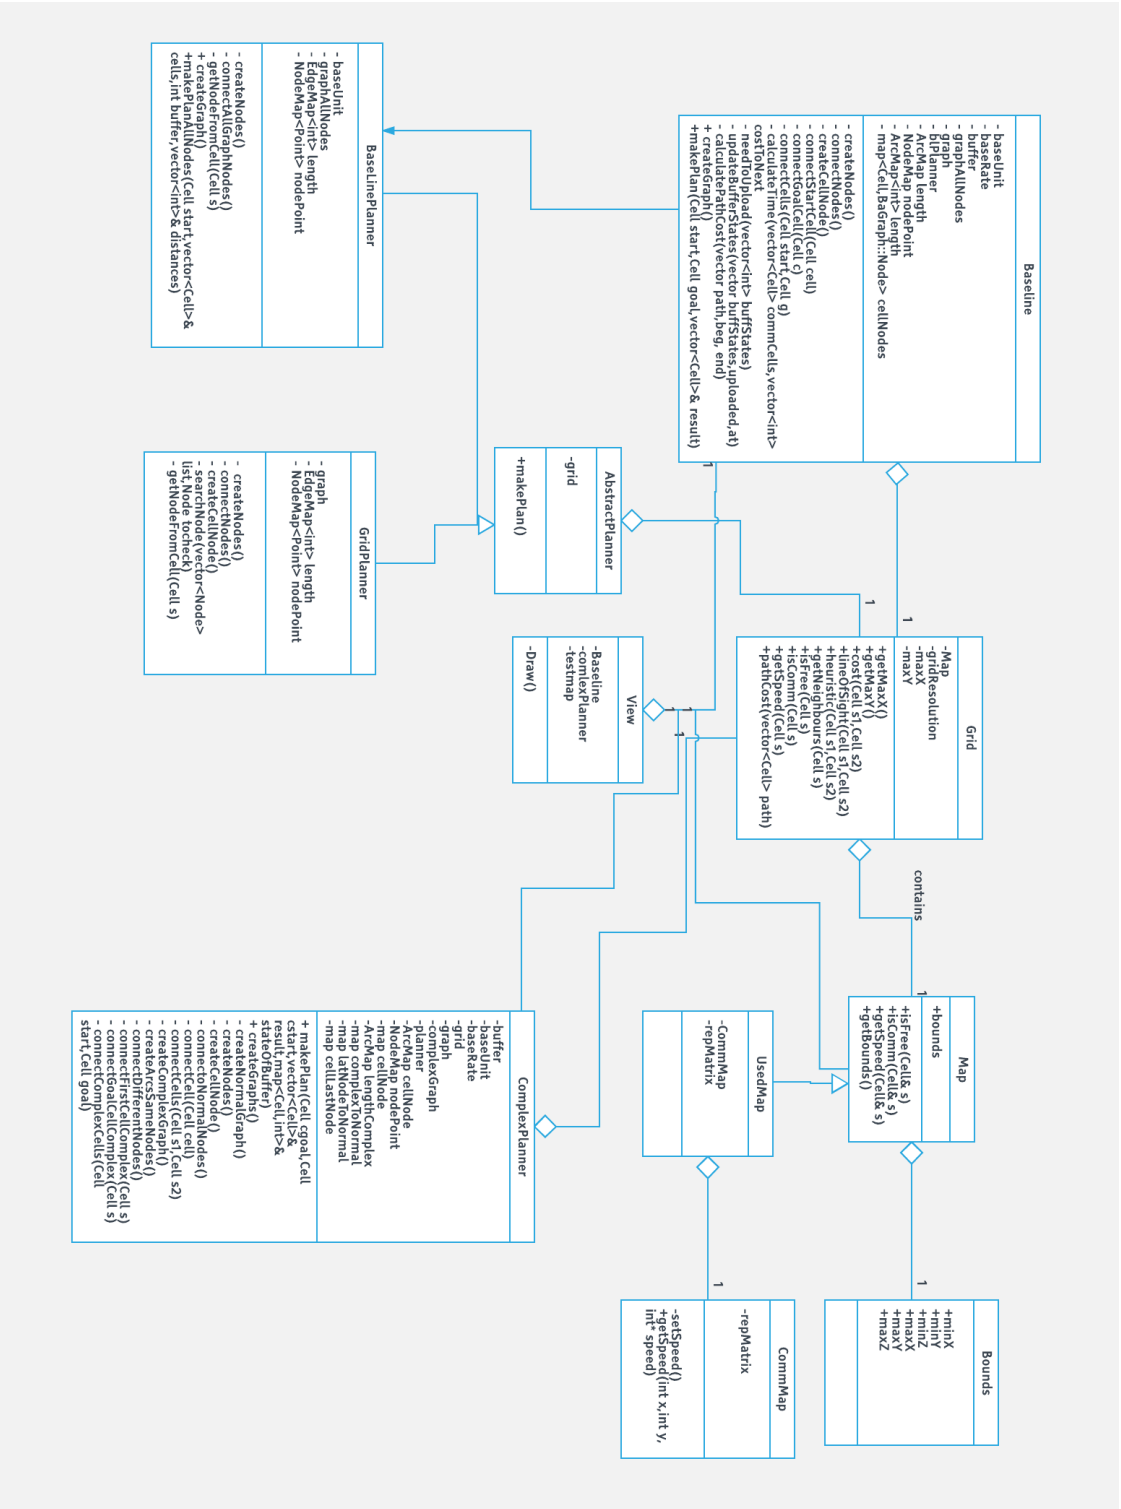 Baseline
- baseUnit
- baseRate
- buffer
- graphAllNodes
- graph
- blPlanner
- ArcMap length
- NodeMap nodePoint
- ArcMap<int> length
- map<Cell,BaGraph::Node> cellNodes
- createNodes()
- connectNodes()
- createCellNode()
- connectStartCell(Cell cell)
- connectGoalCell(Cell c)
- connectCells(Cell start,Cell g)
- calculateTime(vector<Cell> commCells,vector<int>
costToNext
- needToUpload(vector<int> buffStates)
- updateBufferStates(vector buffStates,uploaded,at)
- calculatePathCost(vector path,beg, end)
+ createGraph()
+makePlan(Cell start,Cell goal,vector<Cell>& result)
1
1
Grid
-Map
-gridResolution
-maxX
-maxY
+getMaxX()
+getMaxY()
+cost(Cell s1,Cell s2)
+lineOfSight(Cell s1,Cell s2)
+heuristic(Cell s1,Cell s2)
+getNeighbours(Cell s)
+isFree(Cell s)
+isComm(Cell s)
+getSpeed(Cell s)
+pathCost(vector<Cell> path)
1
contains
1
Map
+bounds
+isFree(Cell& s)
+isComm(Cell& s)
+getSpeed(Cell& s)
+getBounds()
1
Bounds
+minX
+minY
+minZ
+maxX
+maxY
+maxZ
BaseLinePlanner
- baseUnit
- graphAllNodes
- EdgeMap<int> length
- NodeMap<Point> nodePoint
- createNodes()
- connectAllGraphNodes()
- getNodeFromCell(Cell s)
+ createGraph()
+makePlanAllNodes(Cell start,vector<Cell>&
cells,int buffer,vector<int>& distances)
AbstractPlanner
-grid
+makePlan()
GridPlanner
- graph
- EdgeMap<int> length
- NodeMap<Point> nodePoint
- createNodes()
- connectNodes()
- createCellNode()
- searchNode(vector<Node>
list,Node tocheck)
- getNodeFromCell(Cell s)
View
-Baseline
-comlexPlanner
-testmap
-Draw()
1
1
1
UsedMap
-CommMap
-repMatrix
1
CommMap
-repMatrix
-setSpeed()
+getSpeed(int x,int y,
int* speed)
ComplexPlanner
-buffer
-baseUnit
-baseRate
-grid
-graph
-complexGraph
-planner
-ArcMap cellNode
-NodeMap nodePoint
-map cellNode
-ArcMap lengthComplex
-map complexToNormal
-map latNodeToNormal
-map cellLastNode
+ makePlan(Cell cgoal,Cell
cstart,vector<Cell>&
result,map<Cell,int>&
stateOfBuffer)
+ createGraphs()
- createNormalGraph()
- createNodes()
- createCellNode()
- connectoNormalNodes()
- connectCell(Cell cell)
- connectCells(Cell s1,Cell s2)
- createComplexGraph()
- createArcsSameNodes()
- connectDifferentNodes()
- connectFirstCellComplex(Cell s)
- connectGoalCellComplex(Cell s)
- connectComplexCells(Cell
start,Cell goal)